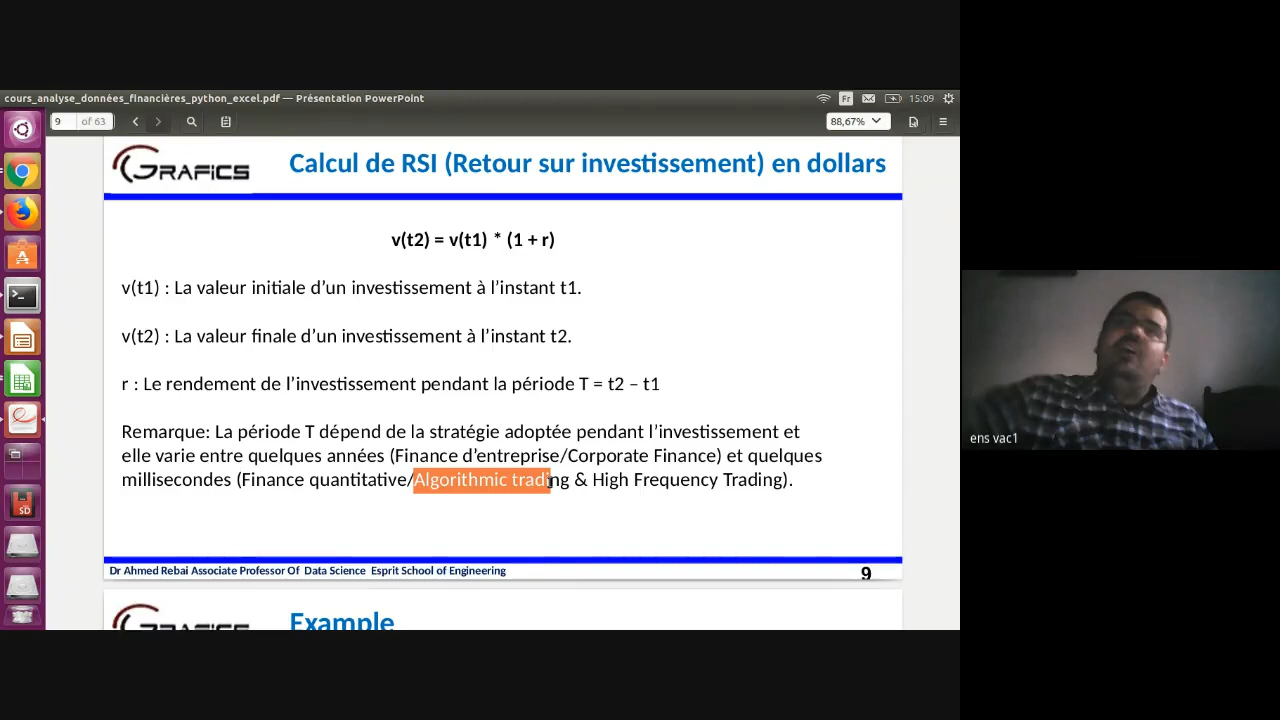 cours_analyse_données_financières_python_excel.pdf — Présentation PowerPoint
Fr
15:09
9
of 63
88,67%
GRAFICS
Calcul de RSI (Retour sur investissement) en dollars
v(t2) = v(t1) * (1 + r)
v(t1) : La valeur initiale d’un investissement à l’instant t1.
v(t2) : La valeur finale d’un investissement à l’instant t2.
r : Le rendement de l’investissement pendant la période T = t2 – t1
Remarque: La période T dépend de la stratégie adoptée pendant l’investissement et
elle varie entre quelques années (Finance d’entreprise/Corporate Finance) et quelques
millisecondes (Finance quantitative/Algorithmic trading & High Frequency Trading).
Dr Ahmed Rebai Associate Professor Of Data Science Esprit School of Engineering
9
GRAFICS
Example
SD
ens vac1